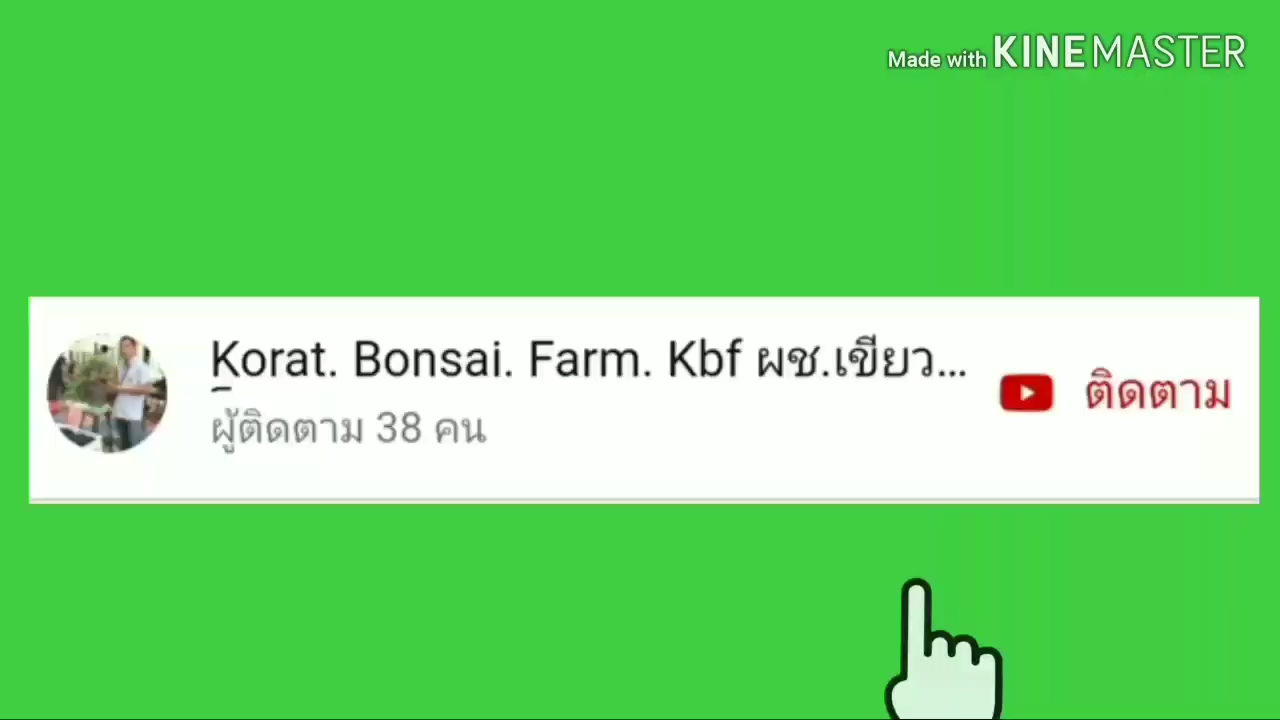 Made with KINEMASTER
Korat. Bonsai. Farm. Kbf ผช.เขียว...
ผู้ติดตาม 38 คน
ติดตาม